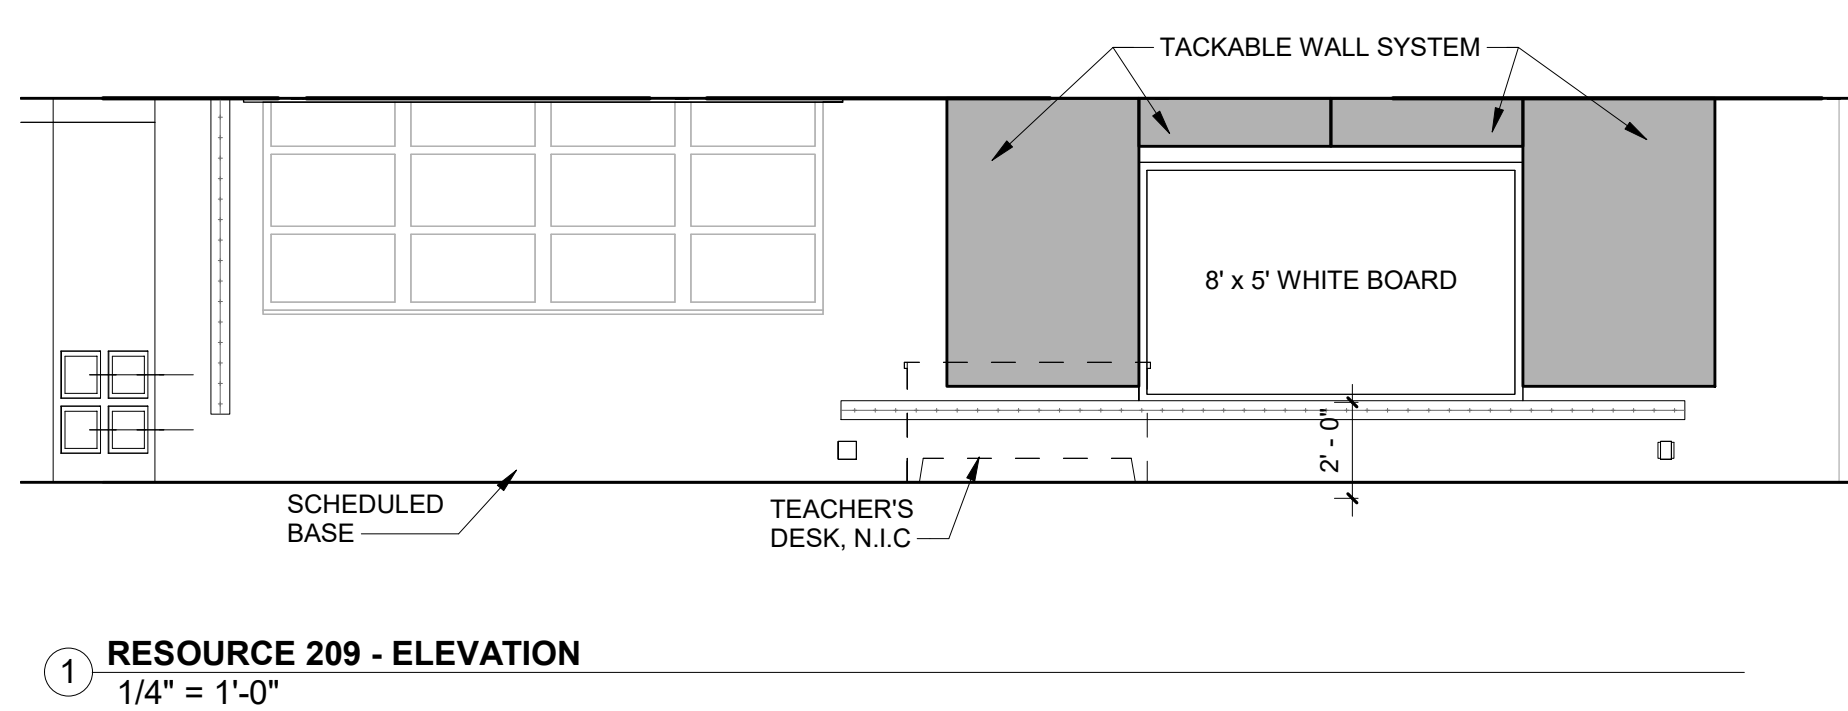 TACKABLE WALL SYSTEM
8' x 5' WHITE BOARD
2' - 0"
SCHEDULED
BASE
TEACHER'S
DESK, N.I.C
1
RESOURCE 209 - ELEVATION
1/4" = 1'-0"